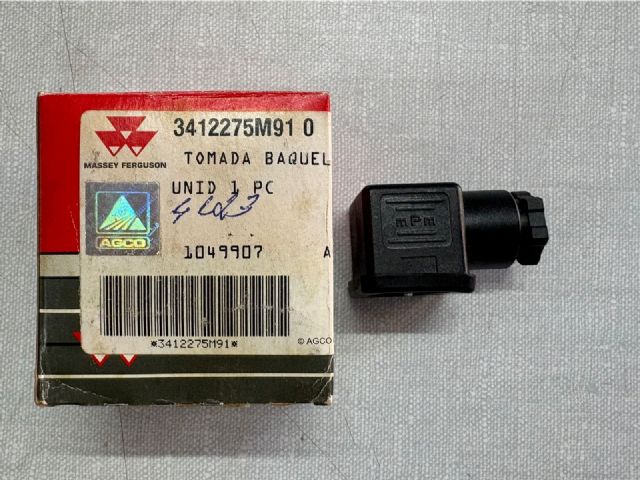 3412275M91 0
MASSEY FERGUSON
TOMADA BAQUEL
UNID 1 PC
AGCO
1049907 A
*3412275M91*
© AGCO
mPm